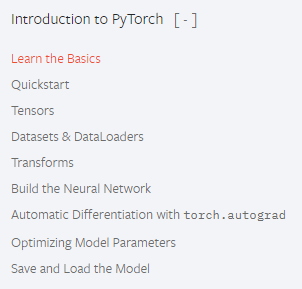 Introduction to PyTorch [ - ]
Learn the Basics
Quickstart
Tensors
Datasets & DataLoaders
Transforms
Build the Neural Network
Automatic Differentiation with torch.autograd
Optimizing Model Parameters
Save and Load the Model